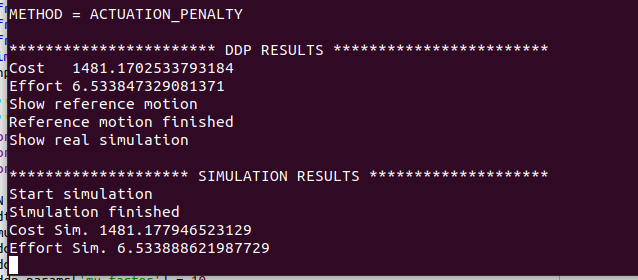 METHOD = ACTUATION_PENALTY
*********************** DDP RESULTS ************************
Cost   1481.1702533793184
Effort 6.533847329081371
Show reference motion
Reference motion finished
Show real simulation
******************** SIMULATION RESULTS ********************
Start simulation
Simulation finished
Cost Sim. 1481.177946523129
Effort Sim. 6.533888621987729